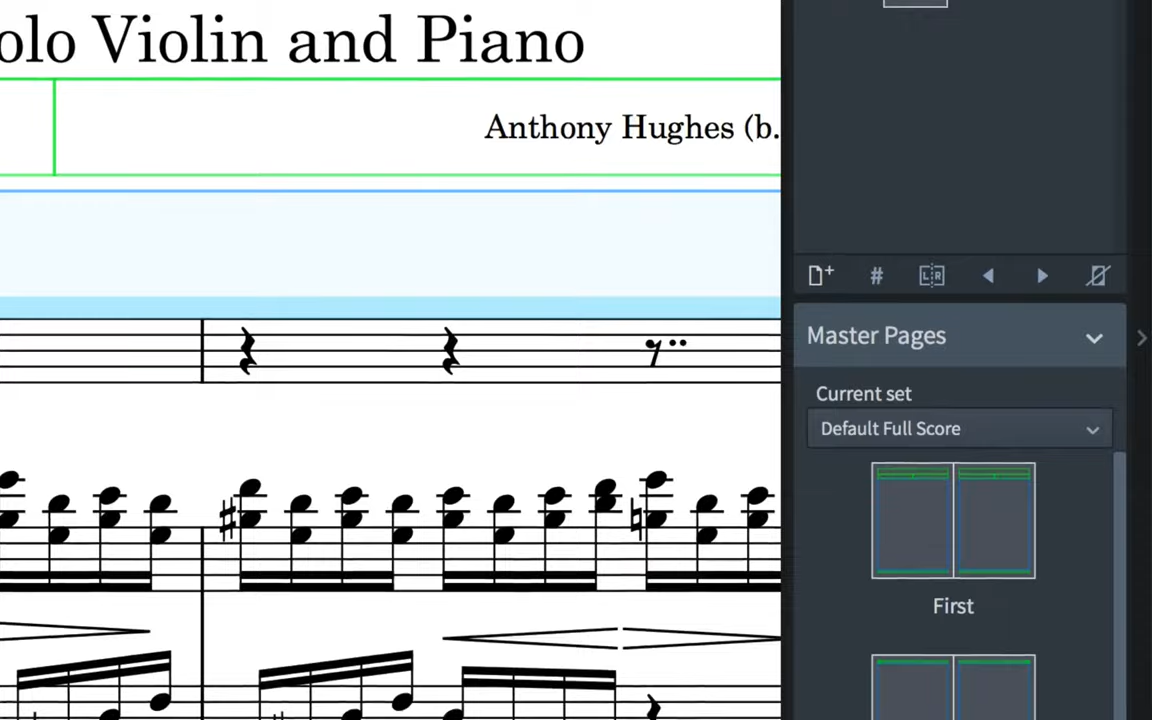 olo Violin and Piano
Anthony Hughes (b.
#
L R
Master Pages
Current set
Default Full Score
First